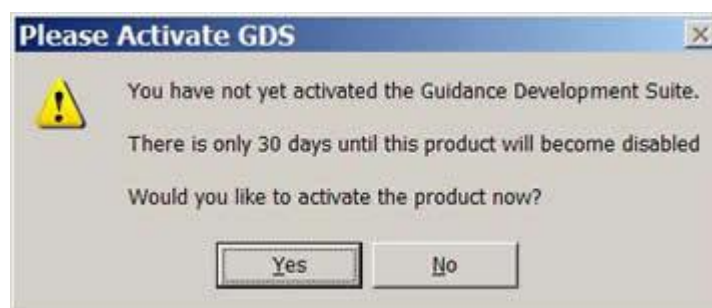 Please Activate GDS
You have not yet activated the Guidance Development Suite.
There is only 30 days until this product will become disabled
Would you like to activate the product now?
Yes
No